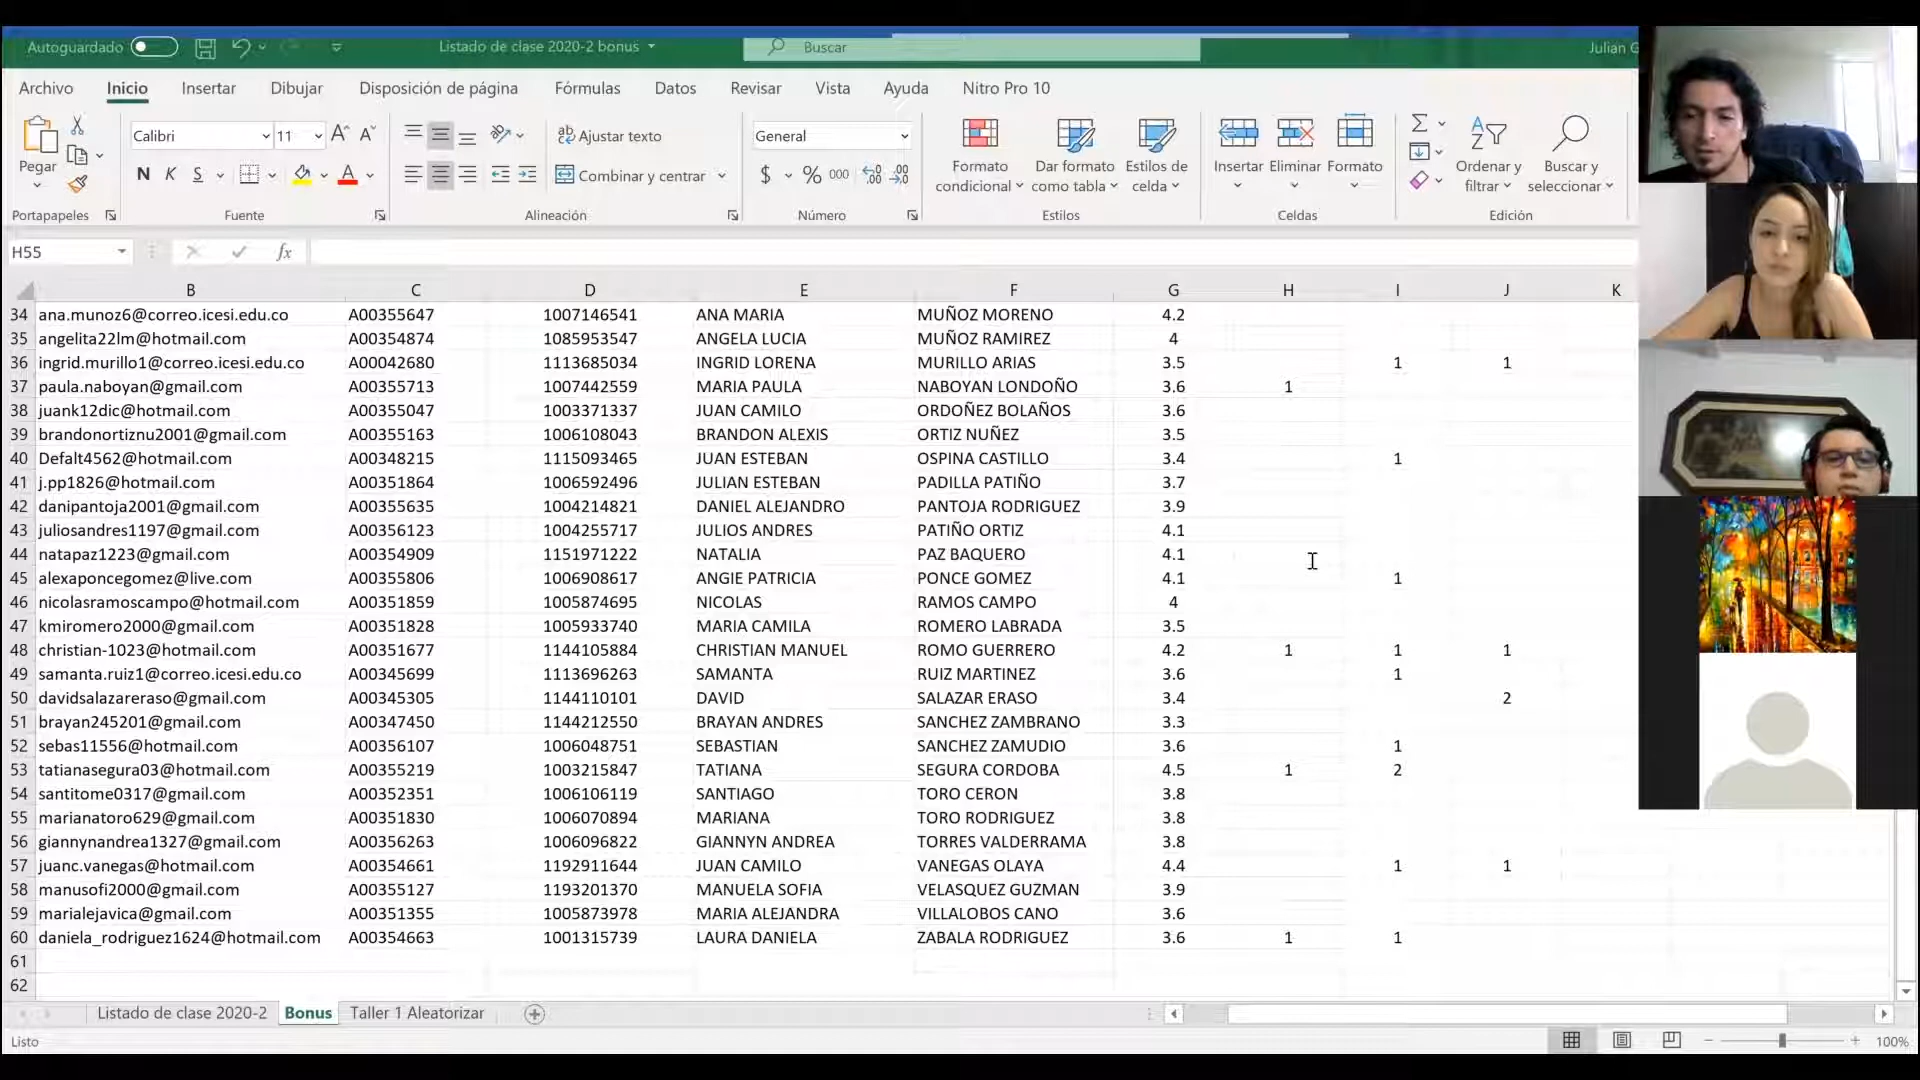 Autoguardado
Listado de clase 2020-2 bonus
Buscar
Julian G
Archivo Inicio Insertar Dibujar Disposición de página Fórmulas Datos Revisar Vista Ayuda Nitro Pro 10
Pegar
Calibri 11
N K S
Ajustar texto
Combinar y centrar
General
$ % 000
Formato condicional
Dar formato como tabla
Estilos de celda
Insertar Eliminar Formato
Ordenar y filtrar
Buscar y seleccionar
Portapapeles Fuente Alineación Número Estilos Celdas Edición
H55 fx
B C D E F G H I J K
34 ana.munoz6@correo.icesi.edu.co A00355647 1007146541 ANA MARIA MUÑOZ MORENO 4.2
35 angelita22lm@hotmail.com A00354874 1085953547 ANGELA LUCIA MUÑOZ RAMIREZ 4
36 ingrid.murillo1@correo.icesi.edu.co A00042680 1113685034 INGRID LORENA MURILLO ARIAS 3.5 1 1
37 paula.naboyan@gmail.com A00355713 1007442559 MARIA PAULA NABOYAN LONDOÑO 3.6 1
38 juank12dic@hotmail.com A00355047 1003371337 JUAN CAMILO ORDOÑEZ BOLAÑOS 3.6
39 brandonortiznu2001@gmail.com A00355163 1006108043 BRANDON ALEXIS ORTIZ NUÑEZ 3.5
40 Defalt4562@hotmail.com A00348215 1115093465 JUAN ESTEBAN OSPINA CASTILLO 3.4 1
41 j.pp1826@hotmail.com A00351864 1006592496 JULIAN ESTEBAN PADILLA PATIÑO 3.7
42 danipantoja2001@gmail.com A00355635 1004214821 DANIEL ALEJANDRO PANTOJA RODRIGUEZ 3.9
43 juliosandres1197@gmail.com A00356123 1004255717 JULIOS ANDRES PATIÑO ORTIZ 4.1
44 natapaz1223@gmail.com A00354909 1151971222 NATALIA PAZ BAQUERO 4.1
45 alexaponcegomez@live.com A00355806 1006908617 ANGIE PATRICIA PONCE GOMEZ 4.1 1
46 nicolasramoscampo@hotmail.com A00351859 1005874695 NICOLAS RAMOS CAMPO 4
47 kmiromero2000@gmail.com A00351828 1005933740 MARIA CAMILA ROMERO LABRADA 3.5
48 christian-1023@hotmail.com A00351677 1144105884 CHRISTIAN MANUEL ROMO GUERRERO 4.2 1 1 1
49 samanta.ruiz1@correo.icesi.edu.co A00345699 1113696263 SAMANTA RUIZ MARTINEZ 3.6 1
50 davidsalazareraso@gmail.com A00345305 1144110101 DAVID SALAZAR ERASO 3.4 2
51 brayan245201@gmail.com A00347450 1144212550 BRAYAN ANDRES SANCHEZ ZAMBRANO 3.3
52 sebas11556@hotmail.com A00356107 1006048751 SEBASTIAN SANCHEZ ZAMUDIO 3.6 1
53 tatianasegura03@hotmail.com A00355219 1003215847 TATIANA SEGURA CORDOBA 4.5 1 2
54 santitome0317@gmail.com A00352351 1006106119 SANTIAGO TORO CERON 3.8
55 marianatoro629@gmail.com A00351830 1006070894 MARIANA TORO RODRIGUEZ 3.8
56 giannynandrea1327@gmail.com A00356263 1006096822 GIANNYN ANDREA TORRES VALDERRAMA 3.8
57 juanc.vanegas@hotmail.com A00354661 1192911644 JUAN CAMILO VANEGAS OLAYA 4.4 1 1
58 manusofi2000@gmail.com A00355127 1193201370 MANUELA SOFIA VELASQUEZ GUZMAN 3.9
59 marialejavica@gmail.com A00351355 1005873978 MARIA ALEJANDRA VILLALOBOS CANO 3.6
60 daniela_rodriguez1624@hotmail.com A00354663 1001315739 LAURA DANIELA ZABALA RODRIGUEZ 3.6 1 1
61
62
Listado de clase 2020-2 Bonus Taller 1 Aleatorizar
Listo 100%